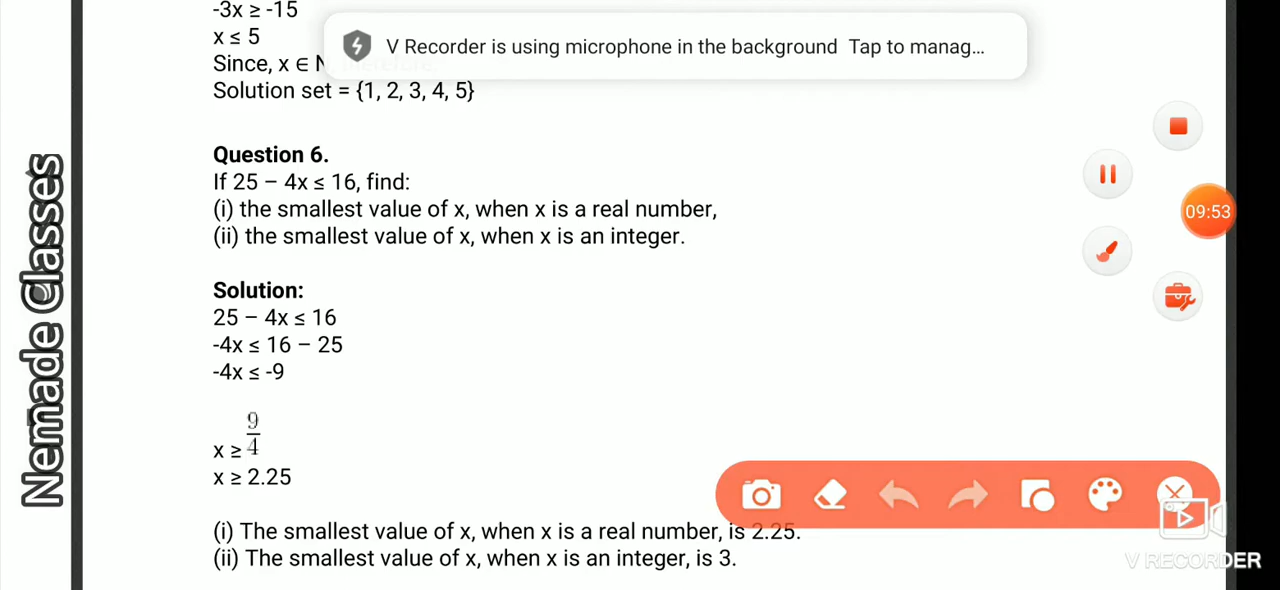 -3x ≥ -15
x ≤ 5
Since, x ∈ N
Solution set = {1, 2, 3, 4, 5}
V Recorder is using microphone in the background Tap to manag...
Question 6.
If 25 – 4x ≤ 16, find:
(i) the smallest value of x, when x is a real number,
(ii) the smallest value of x, when x is an integer.
Solution:
25 – 4x ≤ 16
-4x ≤ 16 – 25
-4x ≤ -9
x ≥ 9/4
x ≥ 2.25
(i) The smallest value of x, when x is a real number, is 2.25.
(ii) The smallest value of x, when x is an integer, is 3.
Nemade Classes
09:53
V RECORDER